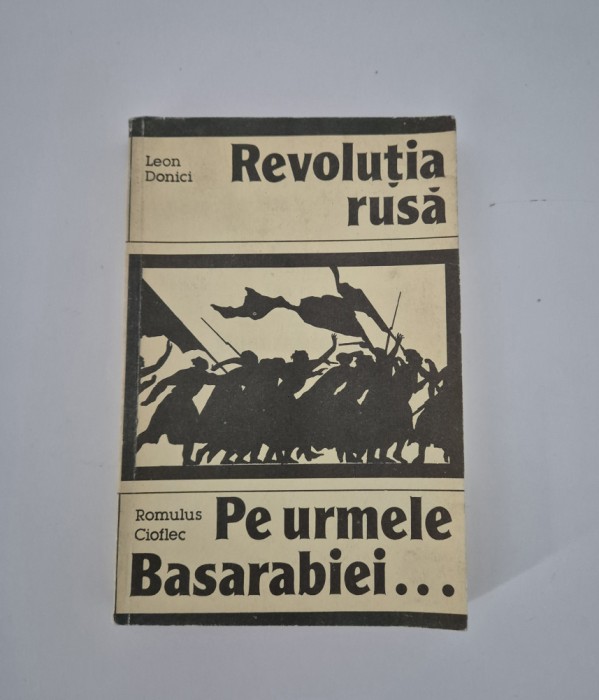 Leon
Donici
Revoluția
rusă
Romulus
Cioflec
Pe urmele
Basarabiei...